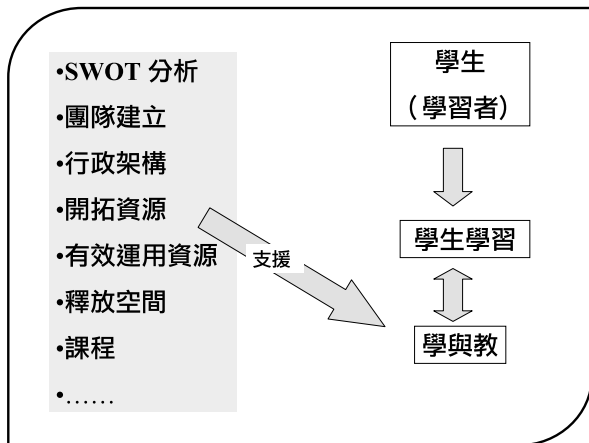 •SWOT 分析
•團隊建立
•行政架構
•開拓資源
•有效運用資源
•釋放空間
•課程
•……
支援
學生
（學習者）
學生學習
學與教